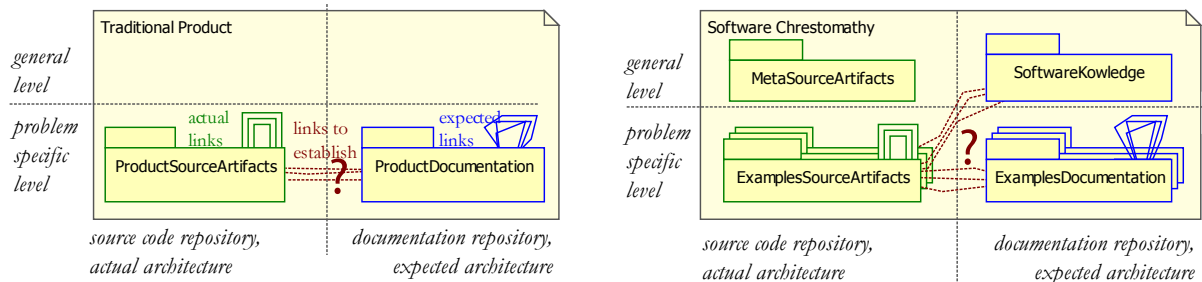 Traditional Product
general
level
problem
specific
level
actual
links
links to
establish
expected
links
ProductSourceArtifacts
?
ProductDocumentation
source code repository,
actual architecture
documentation repository,
expected architecture
Software Chrestomathy
general
level
MetaSourceArtifacts
SoftwareKowledge
problem
specific
level
?
ExamplesSourceArtifacts
ExamplesDocumentation
source code repository,
actual architecture
documentation repository,
expected architecture